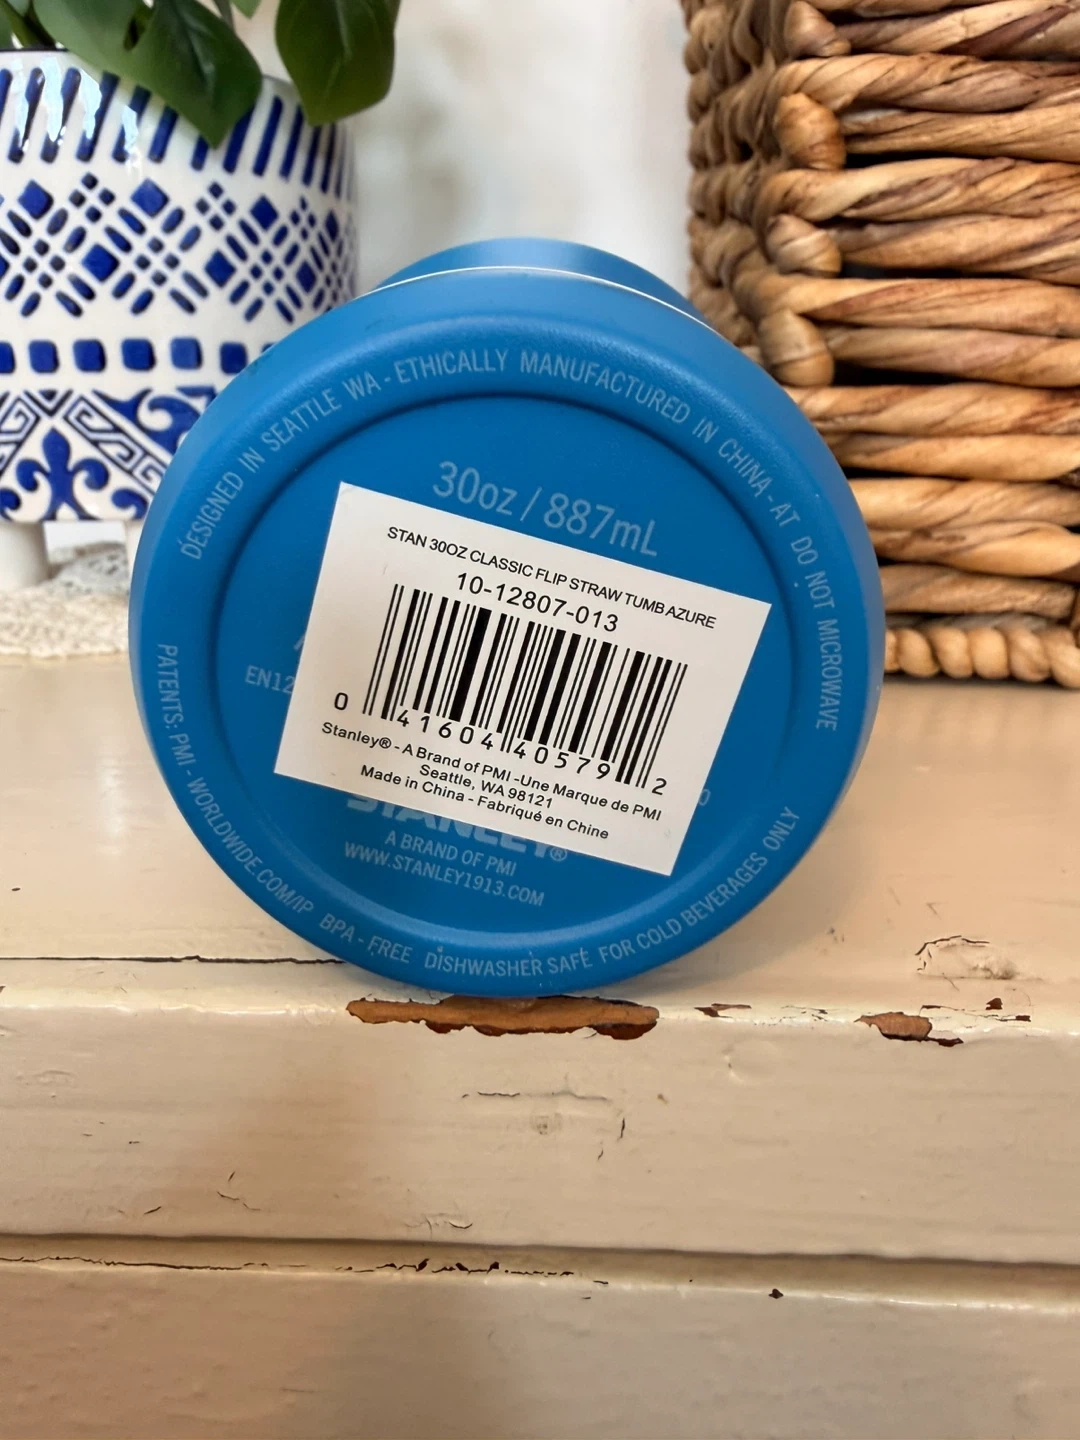 DESIGNED IN SEATTLE WA - ETHICALLY MANUFACTURED IN CHINA - AT DO NOT MICROWAVE
30oz / 887mL
STAN 30OZ CLASSIC FLIP STRAW TUMB AZURE
10-12807-013
0 41604 40579 2
Stanley® - A Brand of PMI -Une Marque de PMI
Seattle, WA 98121
Made in China - Fabriqué en Chine
EN12
STANLEY®
A BRAND OF PMI
WWW.STANLEY1913.COM
PATENTS: PMI - WORLDWIDE.COM/IP BPA - FREE DISHWASHER SAFE FOR COLD BEVERAGES ONLY